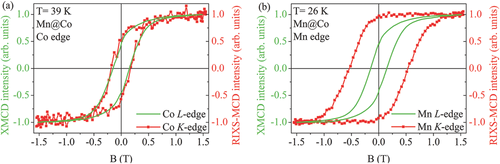 (a)
T= 39 K
Mn@Co
Co edge
XMCD intensity (arb. units)
1.0
0.5
0.0
-0.5
-1.0
1.0
0.5
0.0
-0.5
-1.0
RIXS-MCD intensity (arb. units)
Co L-edge
Co K-edge
-1.5 -1.0 -0.5 0.0 0.5 1.0 1.5
B (T)
(b)
T= 26 K
Mn@Co
Mn edge
XMCD intensity (arb. units)
1.0
0.5
0.0
-0.5
-1.0
1.0
0.5
0.0
-0.5
-1.0
RIXS-MCD intensity (arb. units)
Mn L-edge
Mn K-edge
-1.5 -1.0 -0.5 0.0 0.5 1.0 1.5
B (T)